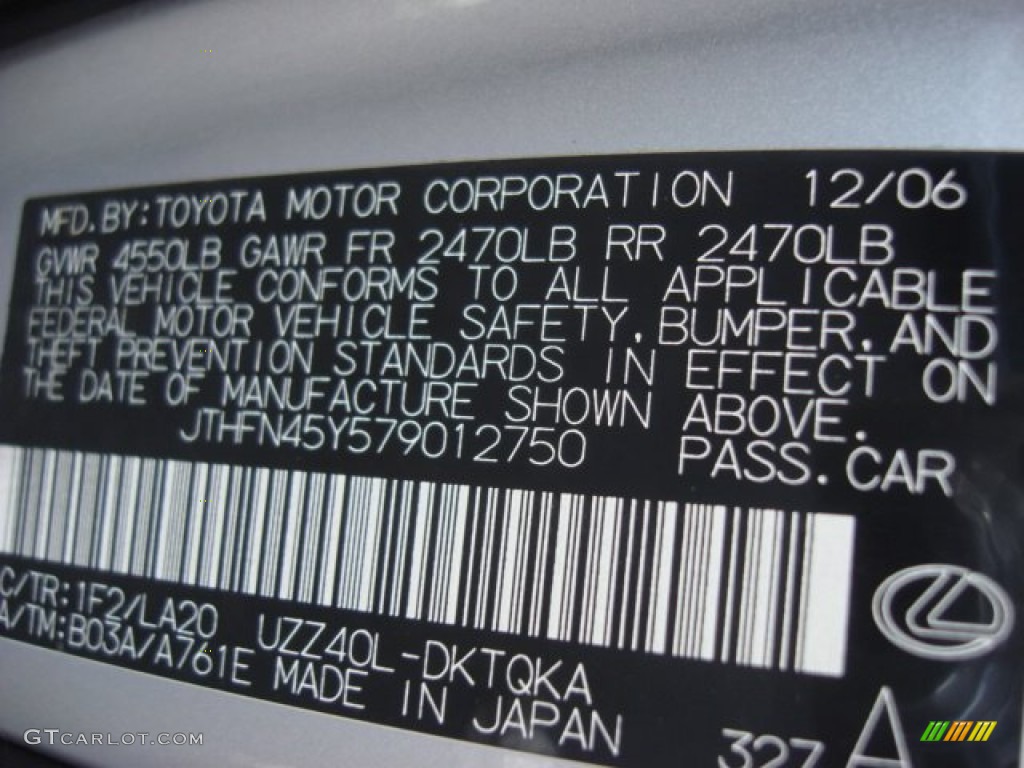 MFD. BY: TOYOTA MOTOR CORPORATION 12/06
GVWR 4550LB GAWR FR 2470LB RR 2470LB
THIS VEHICLE CONFORMS TO ALL APPLICABLE
FEDERAL MOTOR VEHICLE SAFETY, BUMPER, AND
THEFT PREVENTION STANDARDS IN EFFECT ON
THE DATE OF MANUFACTURE SHOWN ABOVE.
JTHFN45Y579012750 PASS. CAR
C/TR: 1F2/LA20 UZZ40L-DKTQKA
A/TM: B03A/A761E MADE IN JAPAN 327 A
GTCARLOT.COM